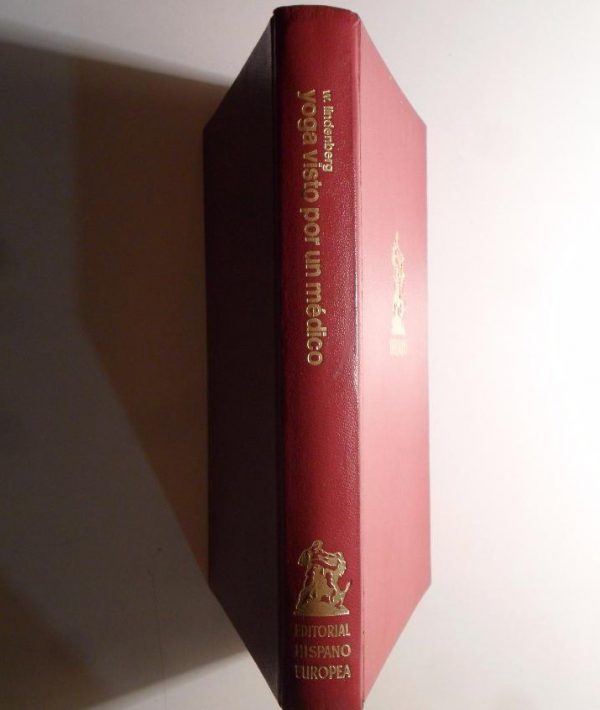 w. lindenberg
yoga visto por un médico
EDITORIAL
HISPANO
EUROPEA